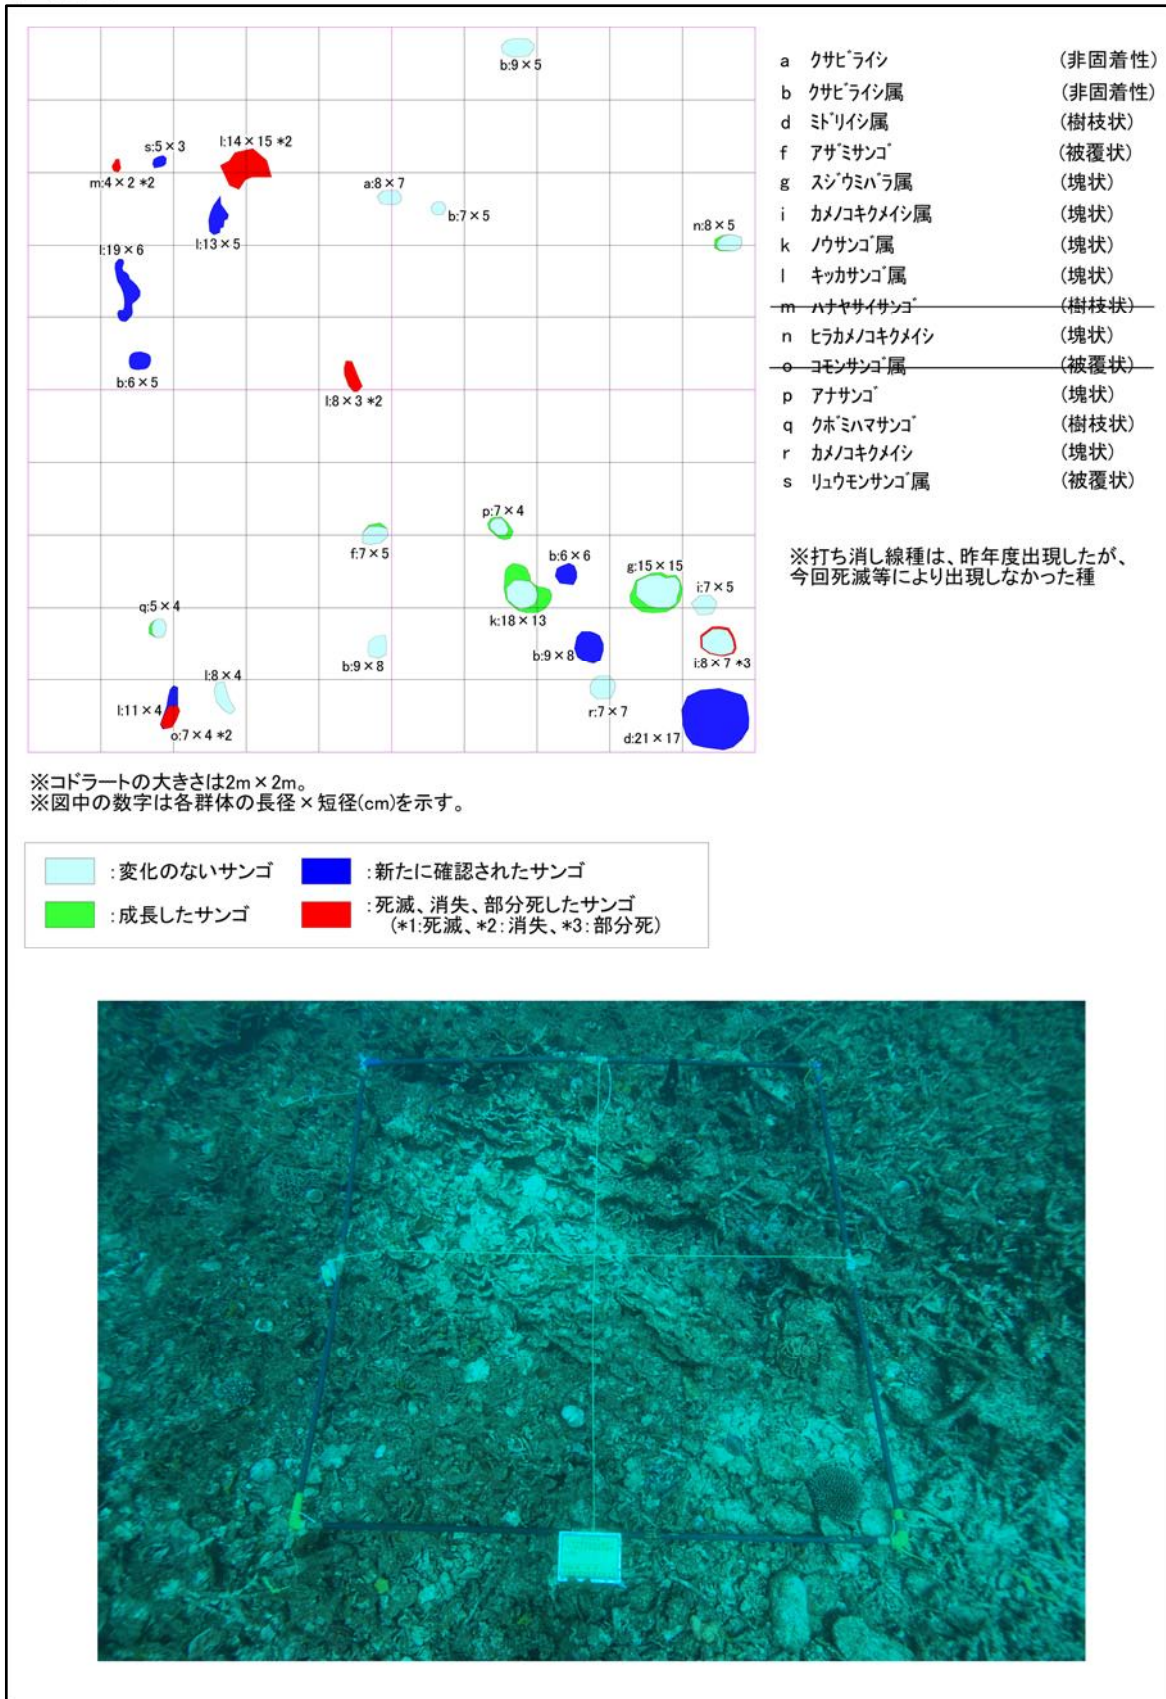 b:9×5
s:5×3
l:14×15 *2
m:4×2 *2
a:8×7
b:7×5
l:13×5
n:8×5
l:19×6
b:6×5
l:8×3 *2
p:7×4
f:7×5
b:6×6
g:15×15
i:7×5
q:5×4
k:18×13
b:9×8
b:9×8
i:8×7 *3
l:8×4
l:11×4
r:7×7
o:7×4 *2
d:21×17
a クサビライシ (非固着性)
b クサビライシ属 (非固着性)
d ミドリイシ属 (樹枝状)
f アザミサンゴ (被覆状)
g スジウミバラ属 (塊状)
i カメノコキクメイシ属 (塊状)
k ノウサンゴ属 (塊状)
l キッカサンゴ属 (塊状)
m ハナヤサイサンゴ (樹枝状)
n ヒラカメノコキクメイシ (塊状)
o コモンサンゴ属 (被覆状)
p アナサンゴ (塊状)
q クボミハマサンゴ (樹枝状)
r カメノコキクメイシ (塊状)
s リュウモンサンゴ属 (被覆状)
※打ち消し線種は、昨年度出現したが、
今回死滅等により出現しなかった種
※コドラートの大きさは2m×2m。
※図中の数字は各群体の長径×短径(cm)を示す。
:変化のないサンゴ
:新たに確認されたサンゴ
:成長したサンゴ
:死滅、消失、部分死したサンゴ
(*1:死滅、*2:消失、*3:部分死)